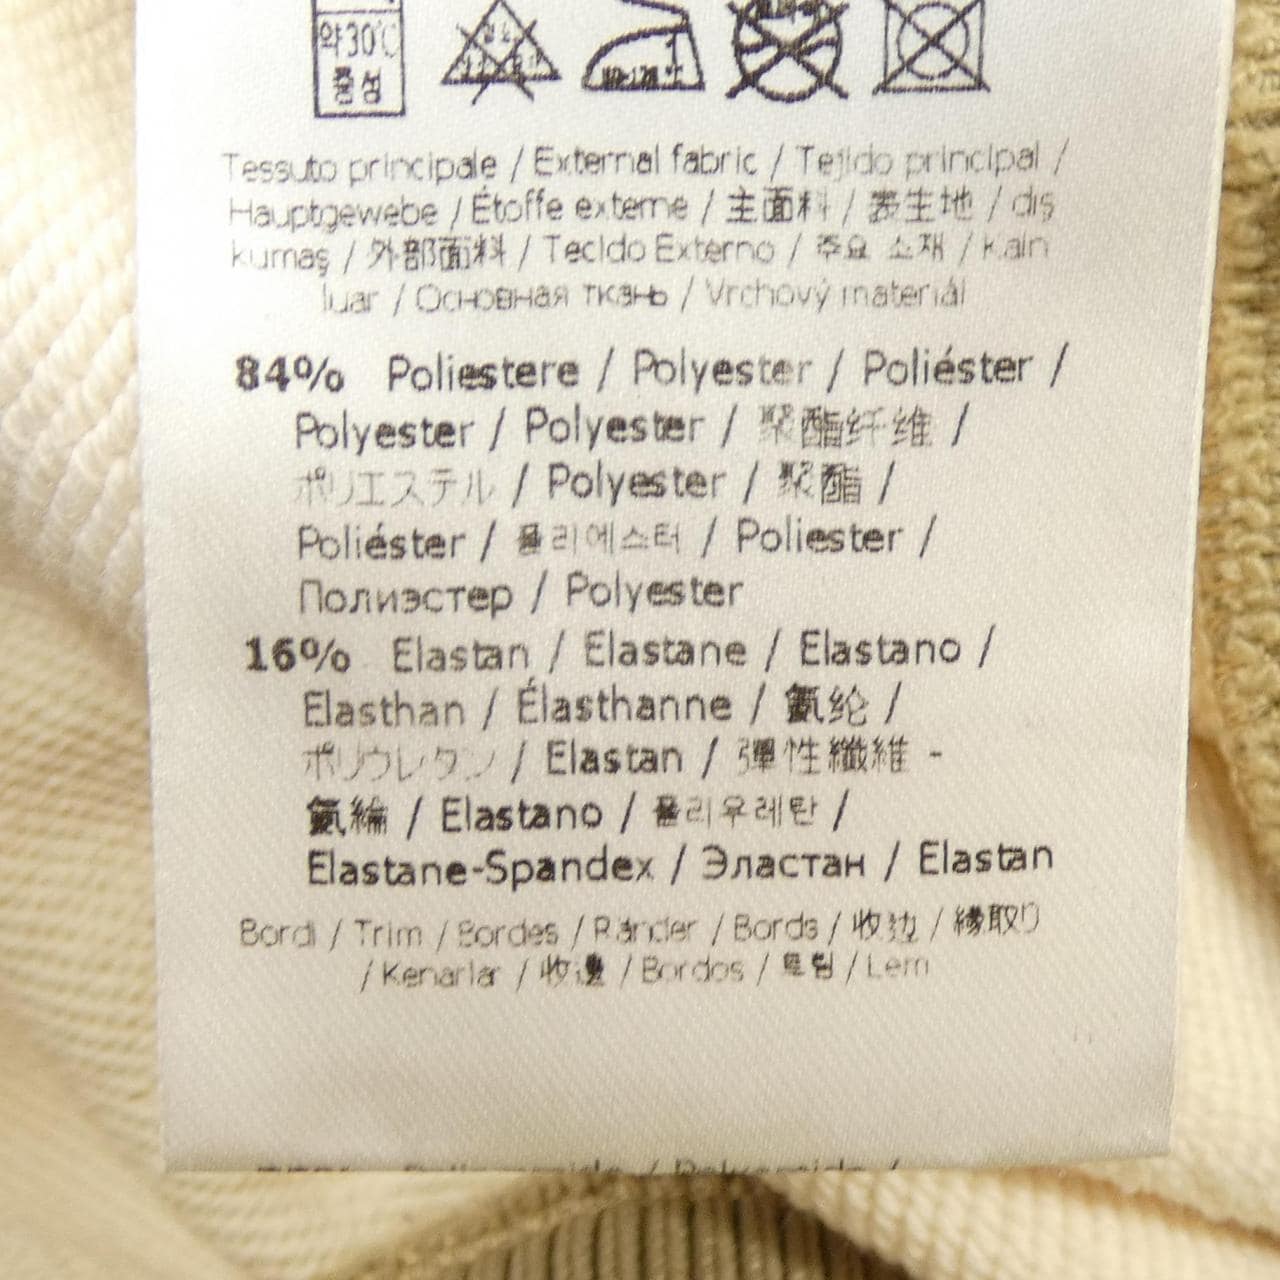 약30℃
중성
Tessuto principale / External fabric / Tejido principal /
Hauptgewebe / Étoffe externe / 主面料 / 表生地 / dış
kumaş / 外部面料 / Tecido Externo / 주요 소재 / Kain
luar / Основная ткань / Vrchový materiál
84% Poliestere / Polyester / Poliéster /
Polyester / Polyester / 聚酯纤维 /
ポリエステル / Polyester / 聚酯 /
Poliéster / 폴리에스터 / Poliester /
Полиэстер / Polyester
16% Elastan / Elastane / Elastano /
Elasthan / Élasthanne / 氨纶 /
ポリウレタン / Elastan / 彈性纖維 -
氨綸 / Elastano / 폴리우레탄 /
Elastane-Spandex / Эластан / Elastan
Bordi / Trim / Bordes / Ränder / Bords / 收边 / 縁取り
/ Kenarlar / 收邊 / Bordos / 트림 / Lem